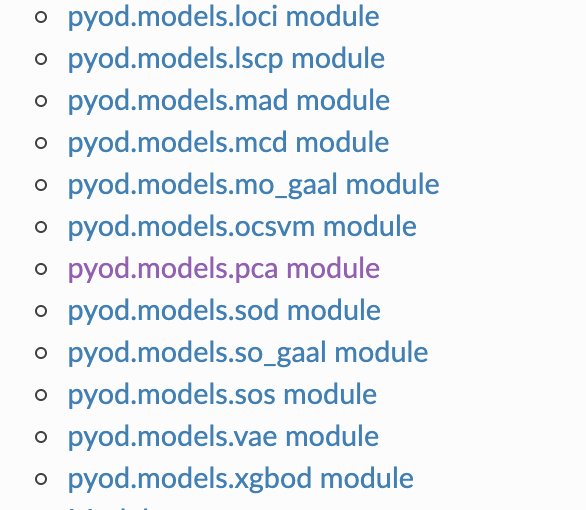 pyod.models.loci module
pyod.models.lscp module
pyod.models.mad module
pyod.models.mcd module
pyod.models.mo_gaal module
pyod.models.ocsvm module
pyod.models.pca module
pyod.models.sod module
pyod.models.so_gaal module
pyod.models.sos module
pyod.models.vae module
pyod.models.xgbod module